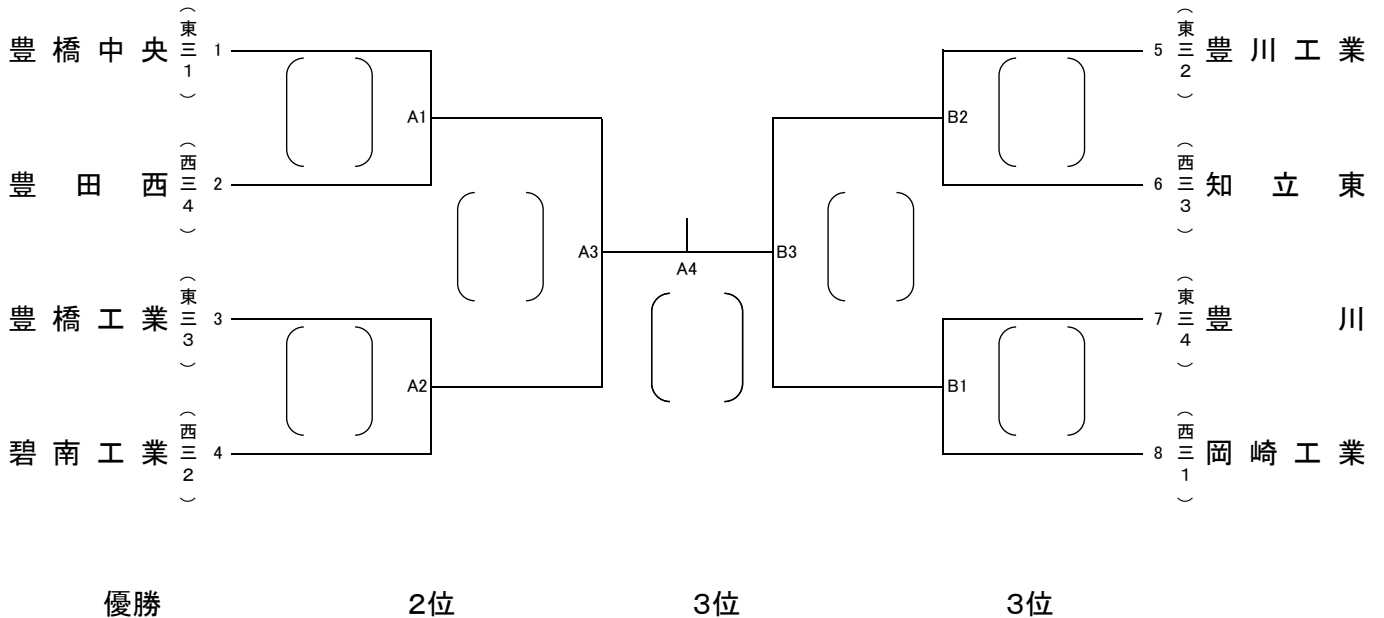 豊橋中央 （東三1） 1
豊田西 （西三4） 2
豊橋工業 （東三3） 3
碧南工業 （西三2） 4
A1
A2
A3
A4
B3
B2
B1
5 （東三2） 豊川工業
6 （西三3） 知立東
7 （東三4） 豊川
8 （西三1） 岡崎工業
優勝 2位 3位 3位